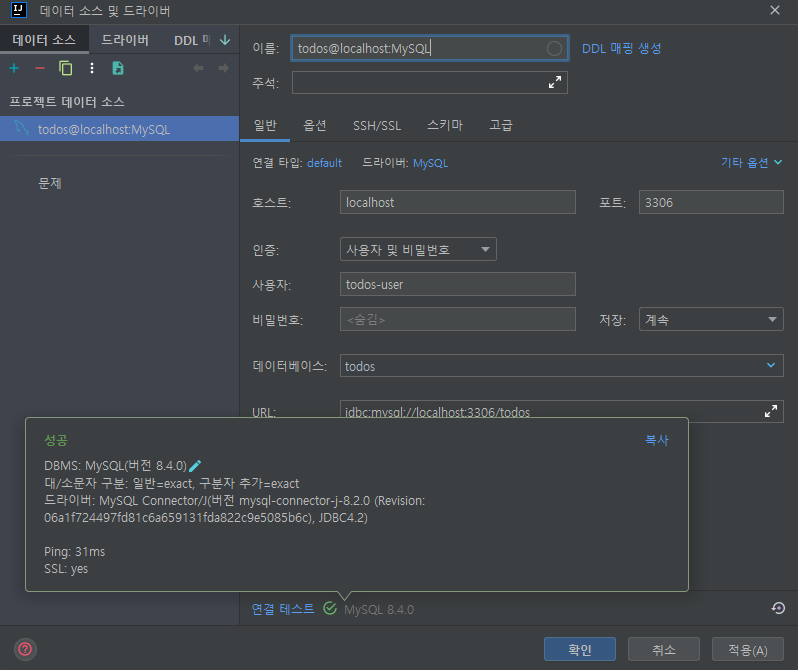 데이터 소스 및 드라이버
데이터 소스 드라이버 DDL
이름: todos@localhost:MySQL DDL 매핑 생성
주석:
프로젝트 데이터 소스
todos@localhost:MySQL
문제
일반 옵션 SSH/SSL 스키마 고급
연결 타입: default 드라이버: MySQL 기타 옵션
호스트: localhost 포트: 3306
인증: 사용자 및 비밀번호
사용자: todos-user
비밀번호: <숨김> 저장: 계속
데이터베이스: todos
URL: jdbc:mysql://localhost:3306/todos
성공 복사
DBMS: MySQL(버전 8.4.0)
대/소문자 구분: 일반=exact, 구분자 추가=exact
드라이버: MySQL Connector/J(버전 mysql-connector-j-8.2.0 (Revision:
06a1f724497fd81c6a659131fda822c9e5085b6c), JDBC4.2)
Ping: 31ms
SSL: yes
연결 테스트 MySQL 8.4.0
확인 취소 적용(A)